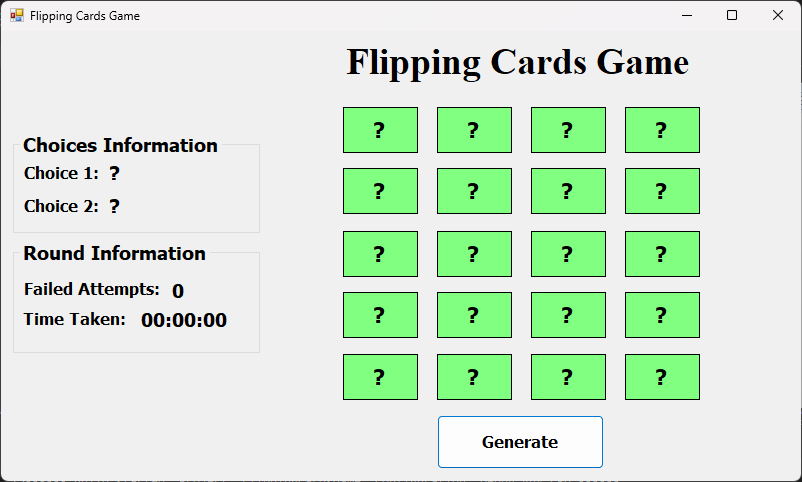 Flipping Cards Game
Flipping Cards Game
? ? ? ?
Choices Information
Choice 1: ?
Choice 2: ?
? ? ? ?
Round Information
Failed Attempts: 0
Time Taken: 00:00:00
? ? ? ?
? ? ? ?
? ? ? ?
Generate